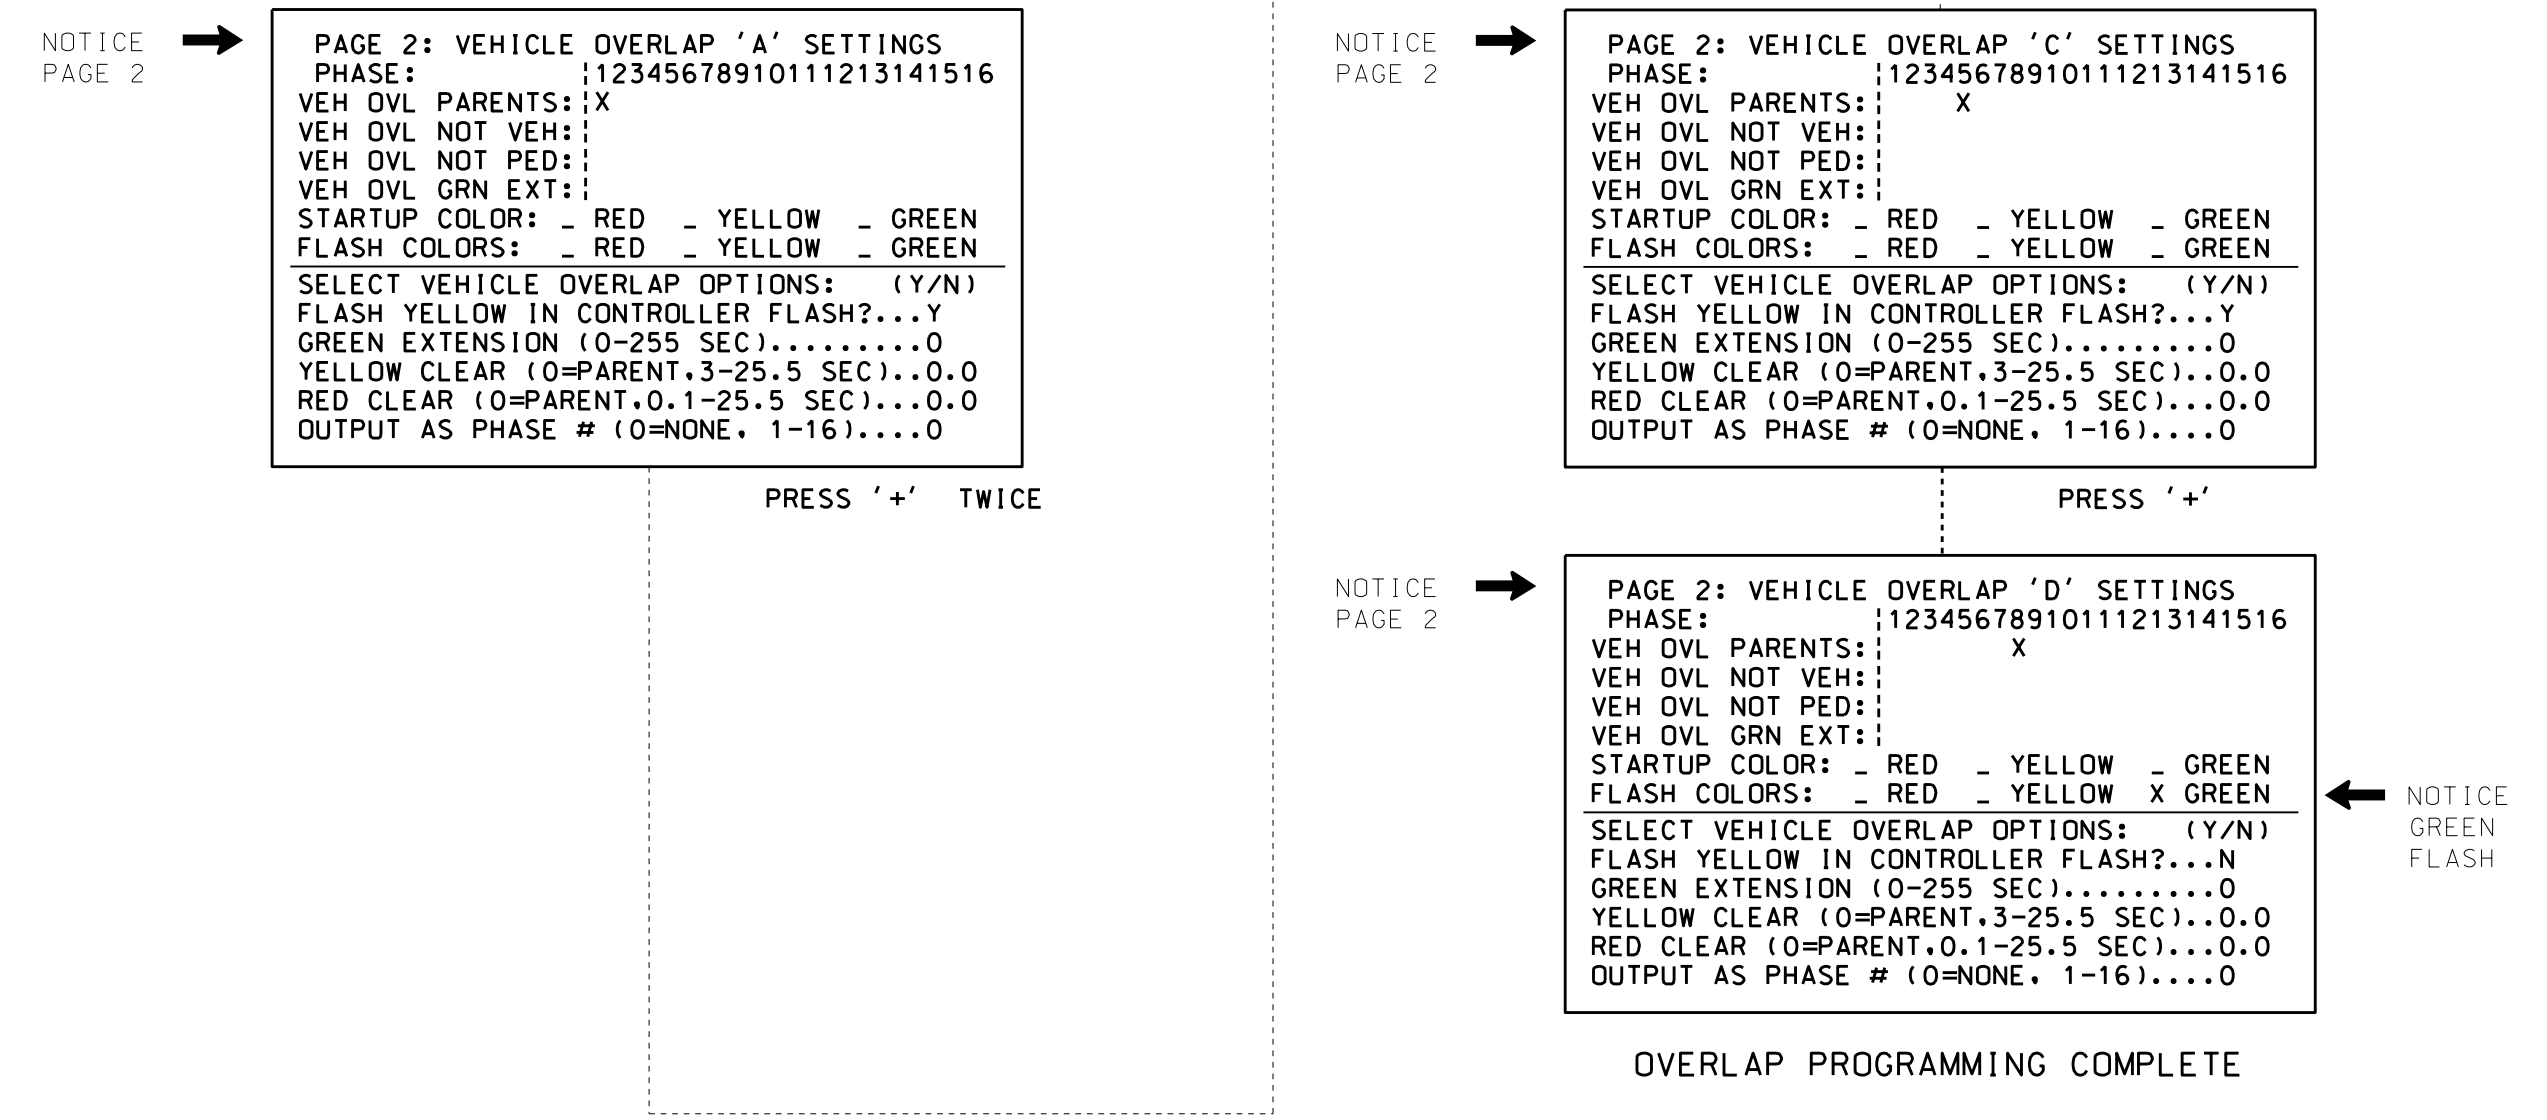 NOTICE
PAGE 2
PAGE 2: VEHICLE OVERLAP 'A' SETTINGS
PHASE: ¦12345678910111213141516
VEH OVL PARENTS:¦X
VEH OVL NOT VEH:¦
VEH OVL NOT PED:¦
VEH OVL GRN EXT:¦
STARTUP COLOR: _ RED _ YELLOW _ GREEN
FLASH COLORS: _ RED _ YELLOW _ GREEN
SELECT VEHICLE OVERLAP OPTIONS: (Y/N)
FLASH YELLOW IN CONTROLLER FLASH?...Y
GREEN EXTENSION (0-255 SEC).........0
YELLOW CLEAR (0=PARENT,3-25.5 SEC)..0.0
RED CLEAR (0=PARENT,0.1-25.5 SEC)...0.0
OUTPUT AS PHASE # (0=NONE, 1-16)....0
PRESS '+' TWICE
NOTICE
PAGE 2
PAGE 2: VEHICLE OVERLAP 'C' SETTINGS
PHASE: ¦12345678910111213141516
VEH OVL PARENTS:¦ X
VEH OVL NOT VEH:¦
VEH OVL NOT PED:¦
VEH OVL GRN EXT:¦
STARTUP COLOR: _ RED _ YELLOW _ GREEN
FLASH COLORS: _ RED _ YELLOW _ GREEN
SELECT VEHICLE OVERLAP OPTIONS: (Y/N)
FLASH YELLOW IN CONTROLLER FLASH?...Y
GREEN EXTENSION (0-255 SEC).........0
YELLOW CLEAR (0=PARENT,3-25.5 SEC)..0.0
RED CLEAR (0=PARENT,0.1-25.5 SEC)...0.0
OUTPUT AS PHASE # (0=NONE, 1-16)....0
PRESS '+'
NOTICE
PAGE 2
PAGE 2: VEHICLE OVERLAP 'D' SETTINGS
PHASE: ¦12345678910111213141516
VEH OVL PARENTS:¦ X
VEH OVL NOT VEH:¦
VEH OVL NOT PED:¦
VEH OVL GRN EXT:¦
STARTUP COLOR: _ RED _ YELLOW _ GREEN
FLASH COLORS: _ RED _ YELLOW X GREEN
NOTICE
GREEN
FLASH
SELECT VEHICLE OVERLAP OPTIONS: (Y/N)
FLASH YELLOW IN CONTROLLER FLASH?...N
GREEN EXTENSION (0-255 SEC).........0
YELLOW CLEAR (0=PARENT,3-25.5 SEC)..0.0
RED CLEAR (0=PARENT,0.1-25.5 SEC)...0.0
OUTPUT AS PHASE # (0=NONE, 1-16)....0
OVERLAP PROGRAMMING COMPLETE